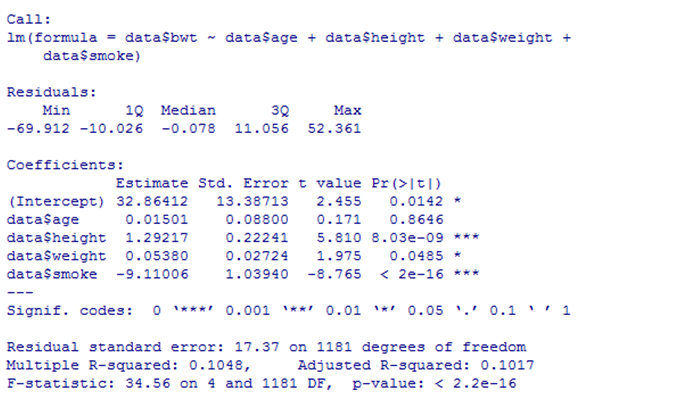 Call:
lm(formula = data$bwt ~ data$age + data$height + data$weight +
    data$smoke)

Residuals:
    Min      1Q  Median      3Q     Max
-69.912 -10.026  -0.078  11.056  52.361

Coefficients:
            Estimate Std. Error t value Pr(>|t|)
(Intercept) 32.86412   13.38713   2.455   0.0142 *
data$age     0.01501    0.08800   0.171   0.8646
data$height  1.29217    0.22241   5.810 8.03e-09 ***
data$weight  0.05380    0.02724   1.975   0.0485 *
data$smoke  -9.11006    1.03940  -8.765  < 2e-16 ***
---
Signif. codes:  0 ‘***’ 0.001 ‘**’ 0.01 ‘*’ 0.05 ‘.’ 0.1 ‘ ’ 1

Residual standard error: 17.37 on 1181 degrees of freedom
Multiple R-squared: 0.1048,     Adjusted R-squared: 0.1017
F-statistic: 34.56 on 4 and 1181 DF,  p-value: < 2.2e-16